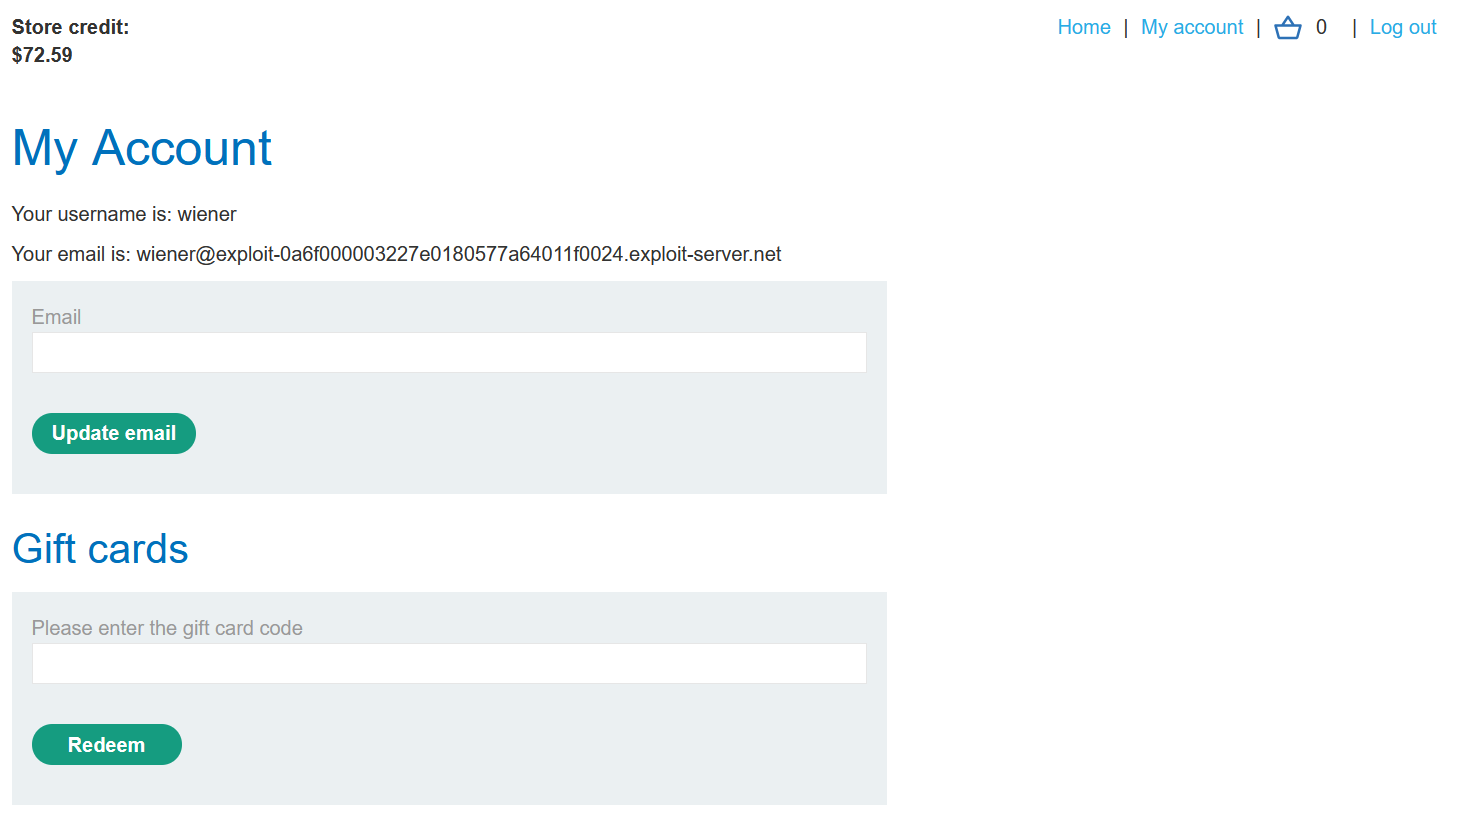 Store credit:
$72.59
Home | My account | 0 | Log out
My Account
Your username is: wiener
Your email is: wiener@exploit-0a6f000003227e0180577a64011f0024.exploit-server.net
Email
Update email
Gift cards
Please enter the gift card code
Redeem